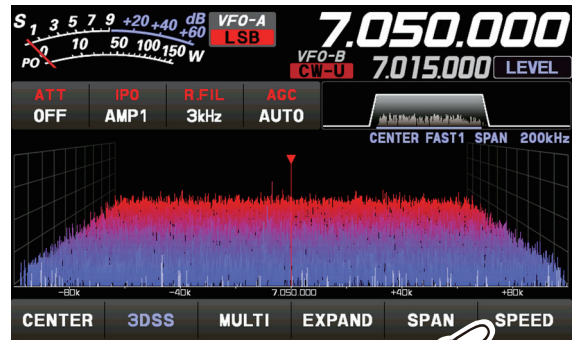 S 1 3 5 7 9 +20 +40 +60 dB
PO 0 10 50 100 150 W
VFO-A
LSB
7.050.000
VFO-B
CW-U
7.015.000
LEVEL
ATT IPO R.FIL AGC
OFF AMP1 3kHz AUTO
CENTER FAST1 SPAN 200kHz
-80k -40k 7.050.000 +40k +80k
CENTER 3DSS MULTI EXPAND SPAN SPEED